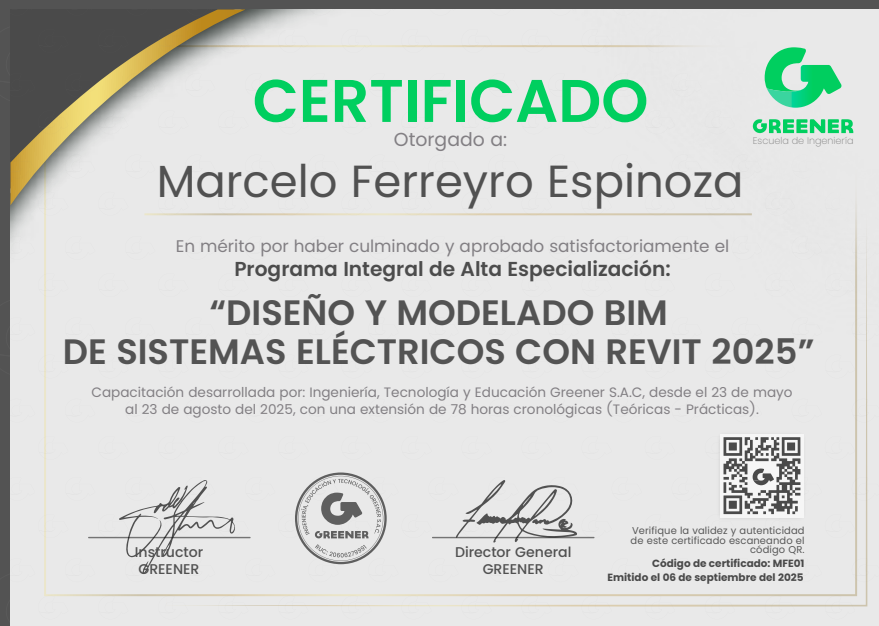 CERTIFICADO
Otorgado a:
GREENER
Escuela de Ingeniería
Marcelo Ferreyro Espinoza
En mérito por haber culminado y aprobado satisfactoriamente el
Programa Integral de Alta Especialización:
“DISEÑO Y MODELADO BIM
DE SISTEMAS ELÉCTRICOS CON REVIT 2025”
Capacitación desarrollada por: Ingeniería, Tecnología y Educación Greener S.A.C, desde el 23 de mayo
al 23 de agosto del 2025, con una extensión de 78 horas cronológicas (Teóricas - Prácticas).
Instructor
GREENER
INGENIERÍA, EDUCACIÓN Y TECNOLOGÍA GREENER S.A.C.
GREENER
Director General
GREENER
Verifique la validez y autenticidad
de este certificado escaneando el
código QR.
Código de certificado: MFE01
Emitido el 06 de septiembre del 2025